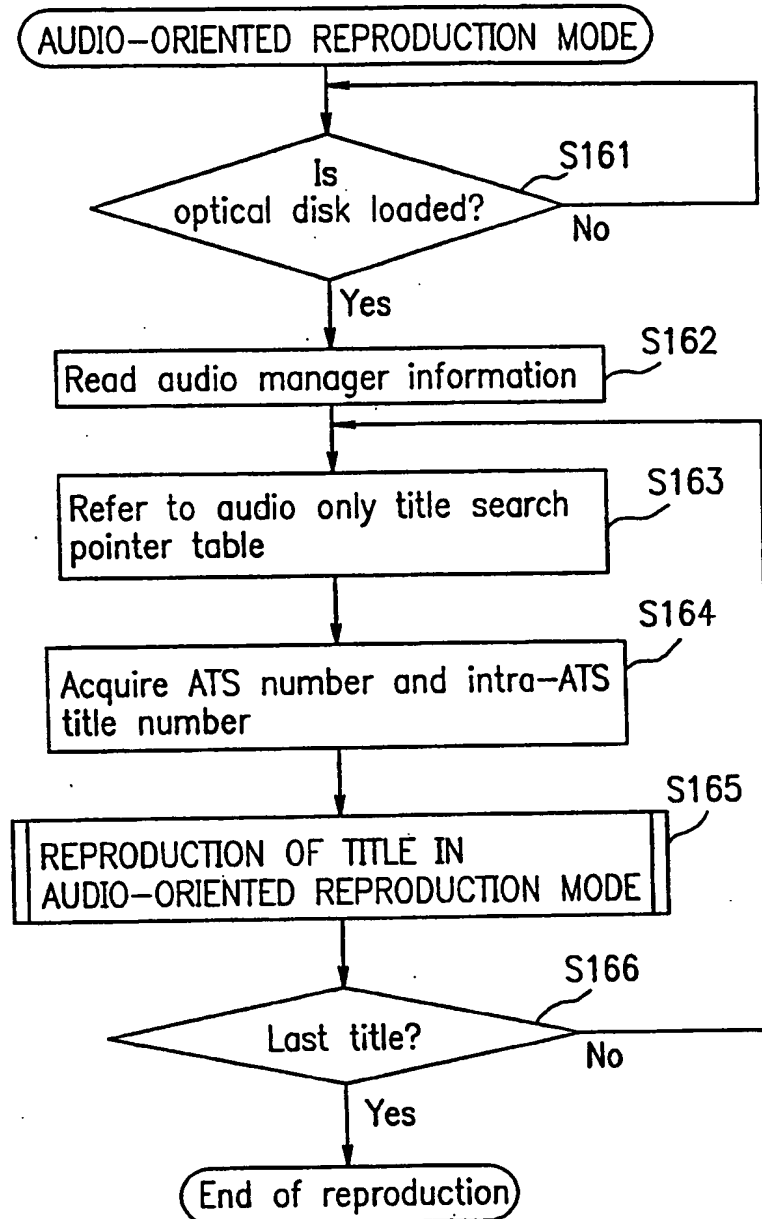 AUDIO-ORIENTED REPRODUCTION MODE
S161
Is
optical disk loaded?
No
Yes
S162
Read audio manager information
S163
Refer to audio only title search
pointer table
S164
Acquire ATS number and intra-ATS
title number
S165
REPRODUCTION OF TITLE IN
AUDIO-ORIENTED REPRODUCTION MODE
S166
Last title?
No
Yes
End of reproduction